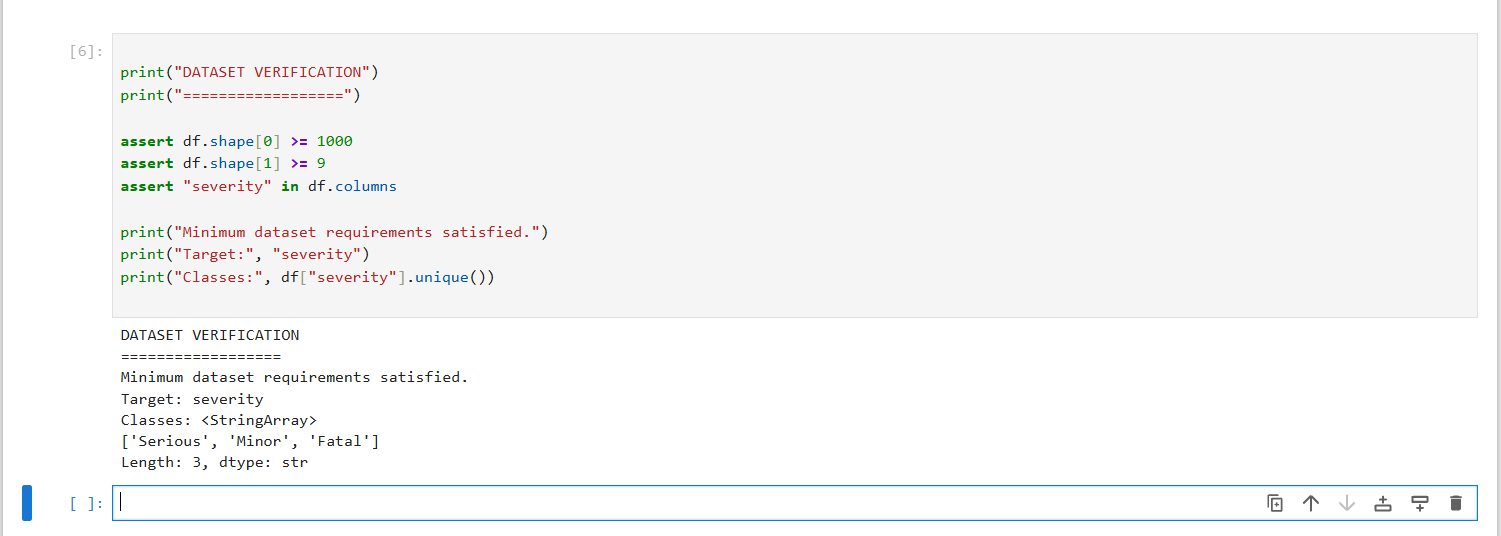 [6]:
print("DATASET VERIFICATION")
print("==================")
assert df.shape[0] >= 1000
assert df.shape[1] >= 9
assert "severity" in df.columns
print("Minimum dataset requirements satisfied.")
print("Target:", "severity")
print("Classes:", df["severity"].unique())
DATASET VERIFICATION
==================
Minimum dataset requirements satisfied.
Target: severity
Classes: <StringArray>
['Serious', 'Minor', 'Fatal']
Length: 3, dtype: str
[ ]: